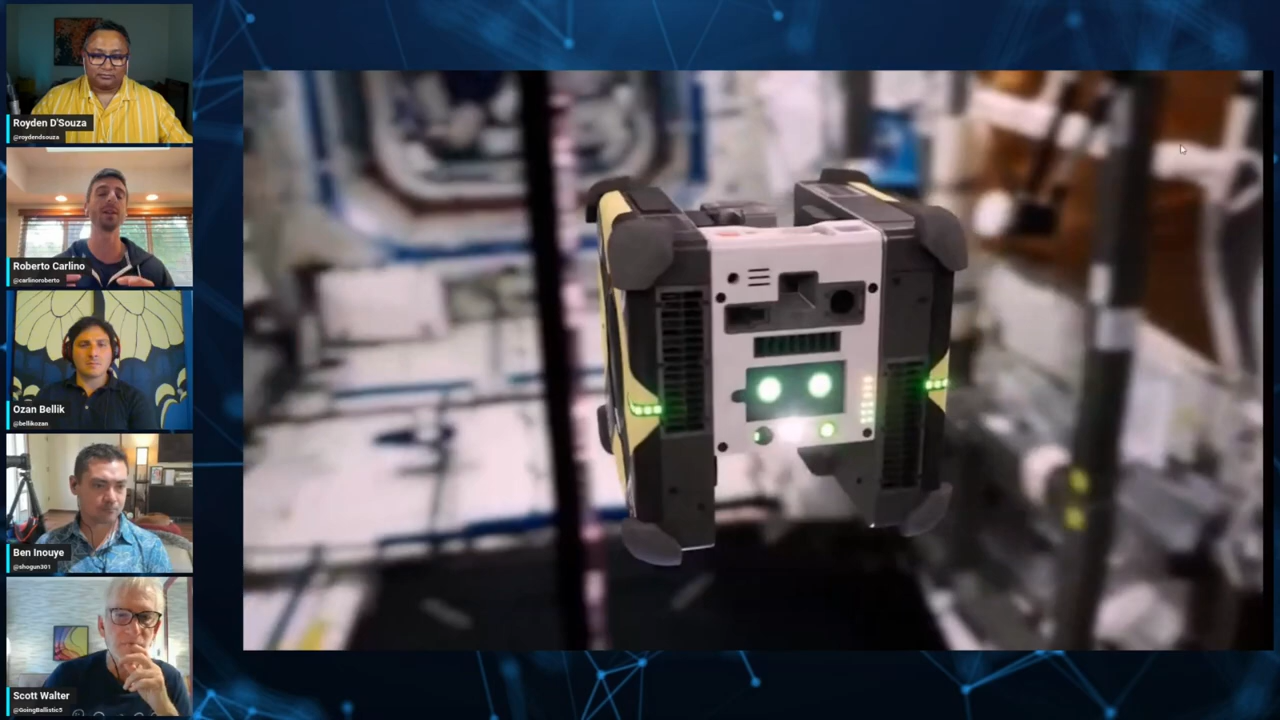 Royden D'Souza
@roydendsouza
Roberto Carlino
@carlinoroberto
Ozan Bellik
@bellikozan
Ben Inouye
@shogun301
Scott Walter
@GoingBallistic5